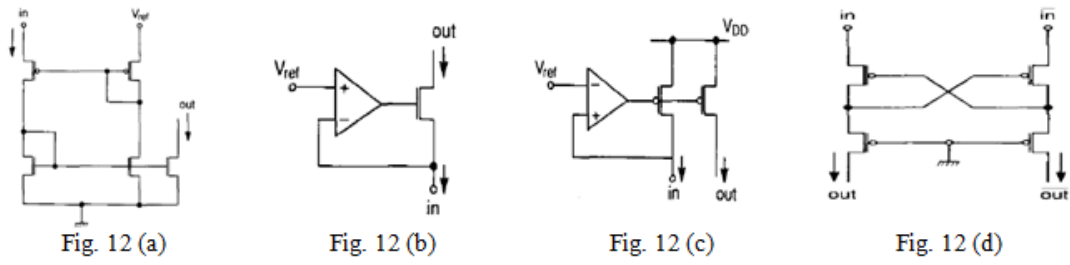 in
Vref
out
Fig. 12 (a)
out
Vref
+
−
in
Fig. 12 (b)
VDD
Vref
−
+
in
out
Fig. 12 (c)
in
in
out
out
Fig. 12 (d)